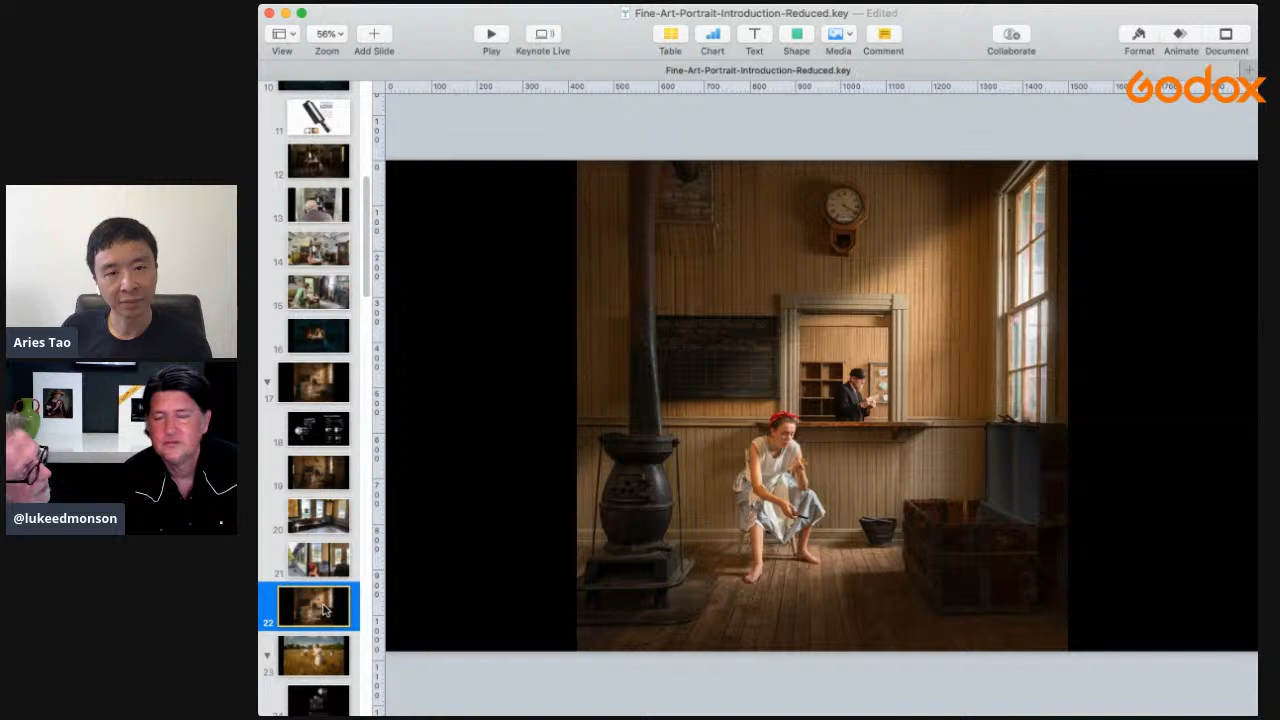 Fine-Art-Portrait-Introduction-Reduced.key — Edited
View
56%
Zoom
Add Slide
Play
Keynote Live
Table
Chart
Text
Shape
Media
Comment
Collaborate
Format
Animate
Document
Fine-Art-Portrait-Introduction-Reduced.key
Godox
0 100 200 300 400 500 600 700 800 900 1000 1100 1200 1300 1400 1500
10
11
12
13
14
15
16
17
18
19
20
21
22
23
Aries Tao
@lukeedmonson